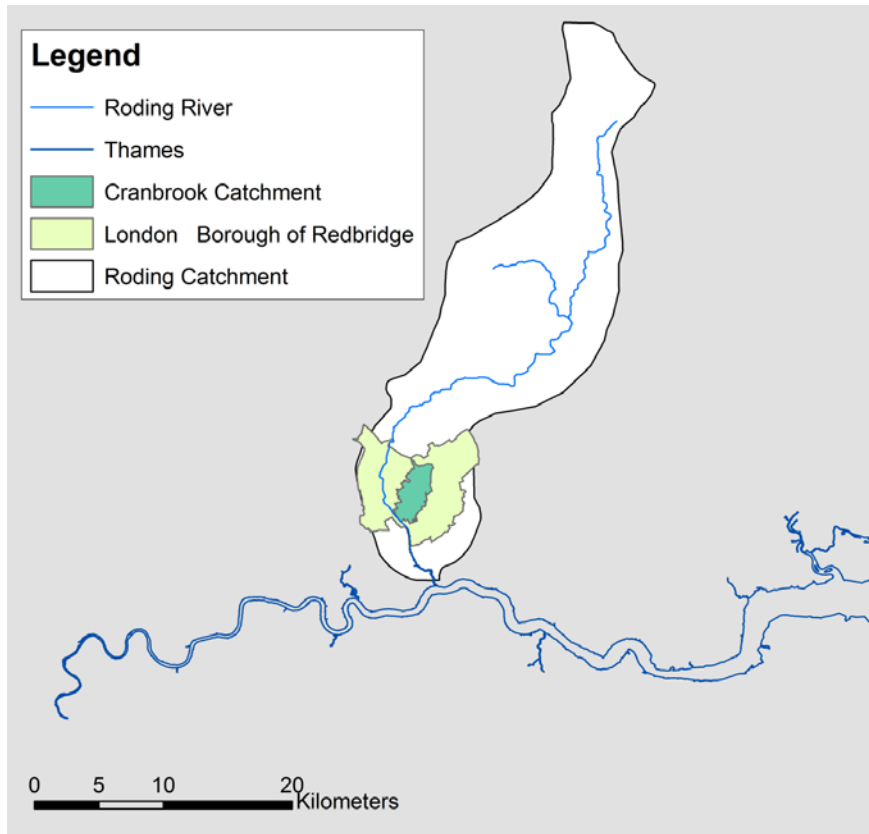 Legend
Roding River
Thames
Cranbrook Catchment
London Borough of Redbridge
Roding Catchment
0 5 10 20
Kilometers